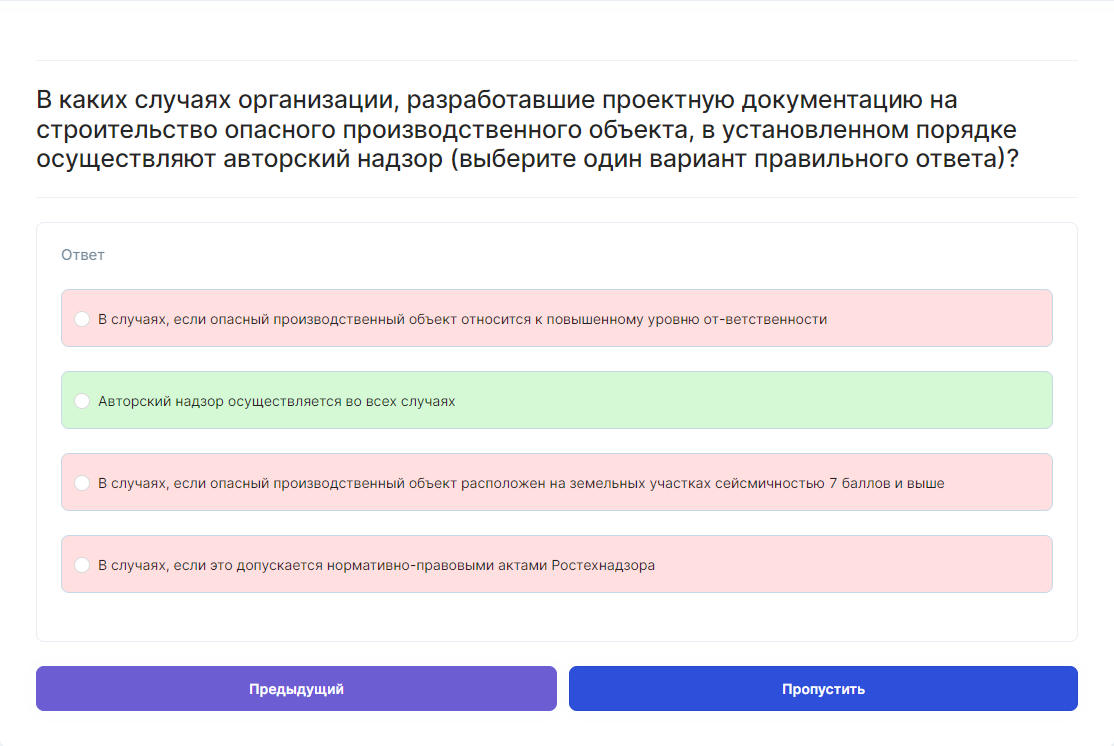 В каких случаях организации, разработавшие проектную документацию на
строительство опасного производственного объекта, в установленном порядке
осуществляют авторский надзор (выберите один вариант правильного ответа)?
Ответ
В случаях, если опасный производственный объект относится к повышенному уровню от-ветственности
Авторский надзор осуществляется во всех случаях
В случаях, если опасный производственный объект расположен на земельных участках сейсмичностью 7 баллов и выше
В случаях, если это допускается нормативно-правовыми актами Ростехнадзора
Предыдущий
Пропустить